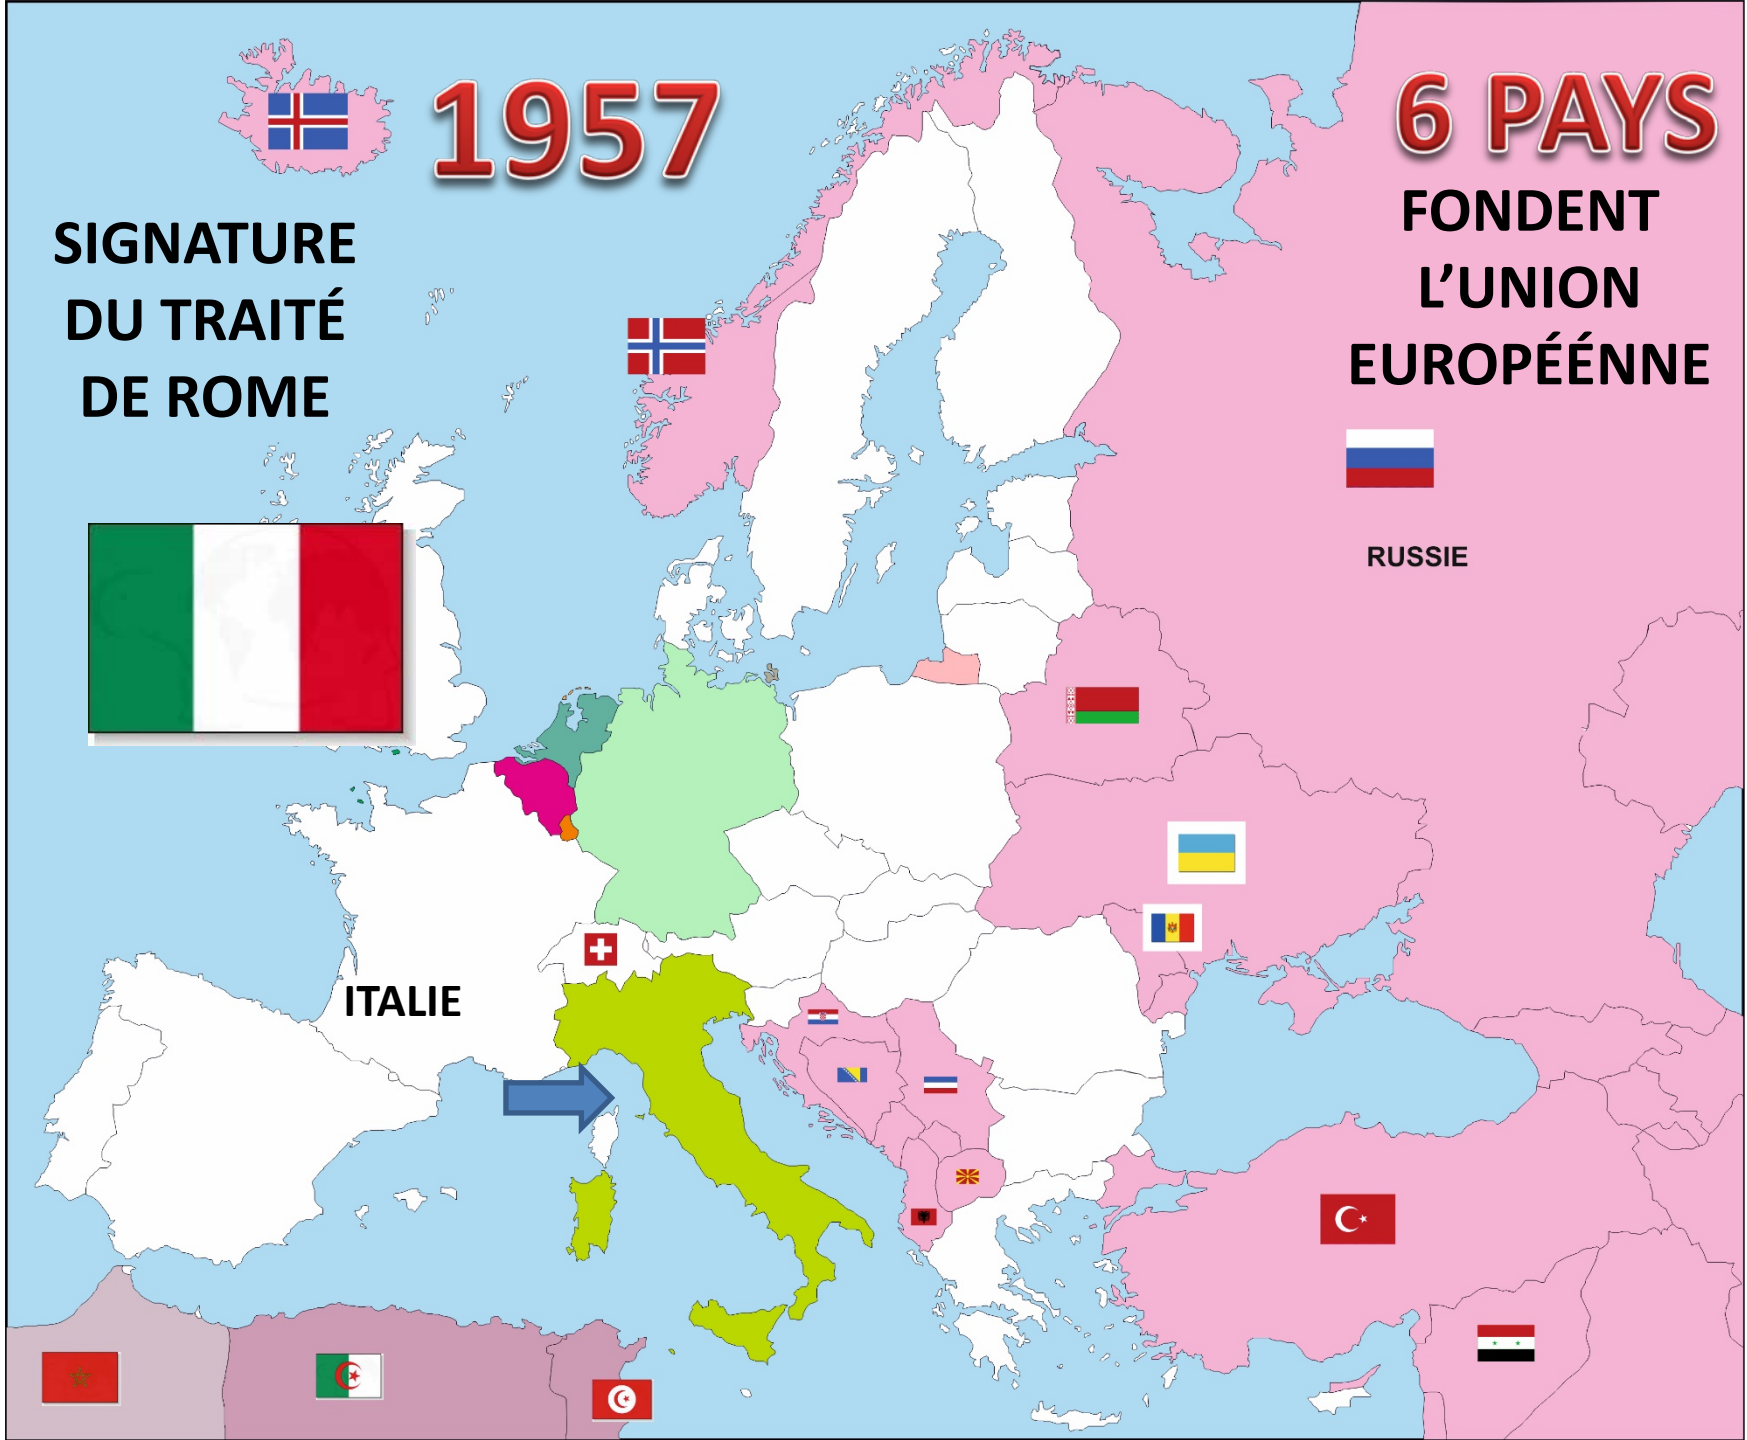 1957
SIGNATURE
DU TRAITÉ
DE ROME
6 PAYS
FONDENT
L’UNION
EUROPÉÉNNE
RUSSIE
ITALIE